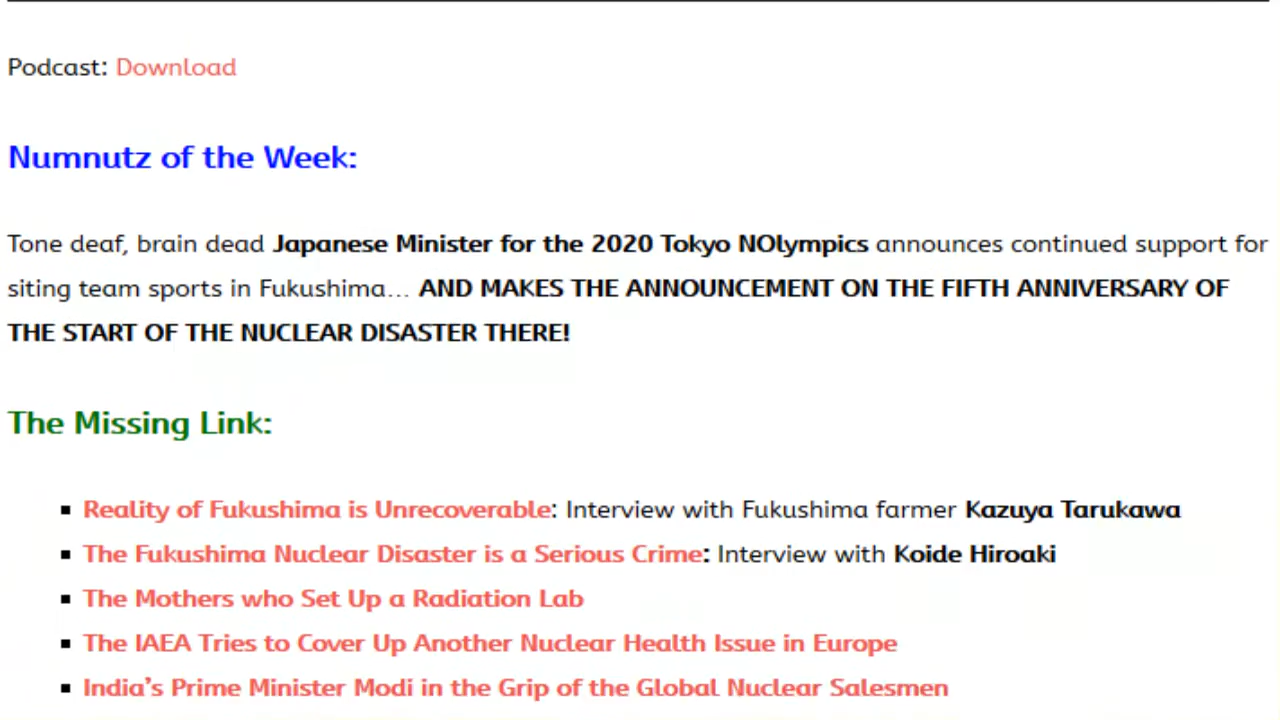 Podcast: Download
Numnutz of the Week:
Tone deaf, brain dead Japanese Minister for the 2020 Tokyo NOlympics announces continued support for
siting team sports in Fukushima… AND MAKES THE ANNOUNCEMENT ON THE FIFTH ANNIVERSARY OF
THE START OF THE NUCLEAR DISASTER THERE!
The Missing Link:
▪ Reality of Fukushima is Unrecoverable: Interview with Fukushima farmer Kazuya Tarukawa
▪ The Fukushima Nuclear Disaster is a Serious Crime: Interview with Koide Hiroaki
▪ The Mothers who Set Up a Radiation Lab
▪ The IAEA Tries to Cover Up Another Nuclear Health Issue in Europe
▪ India’s Prime Minister Modi in the Grip of the Global Nuclear Salesmen